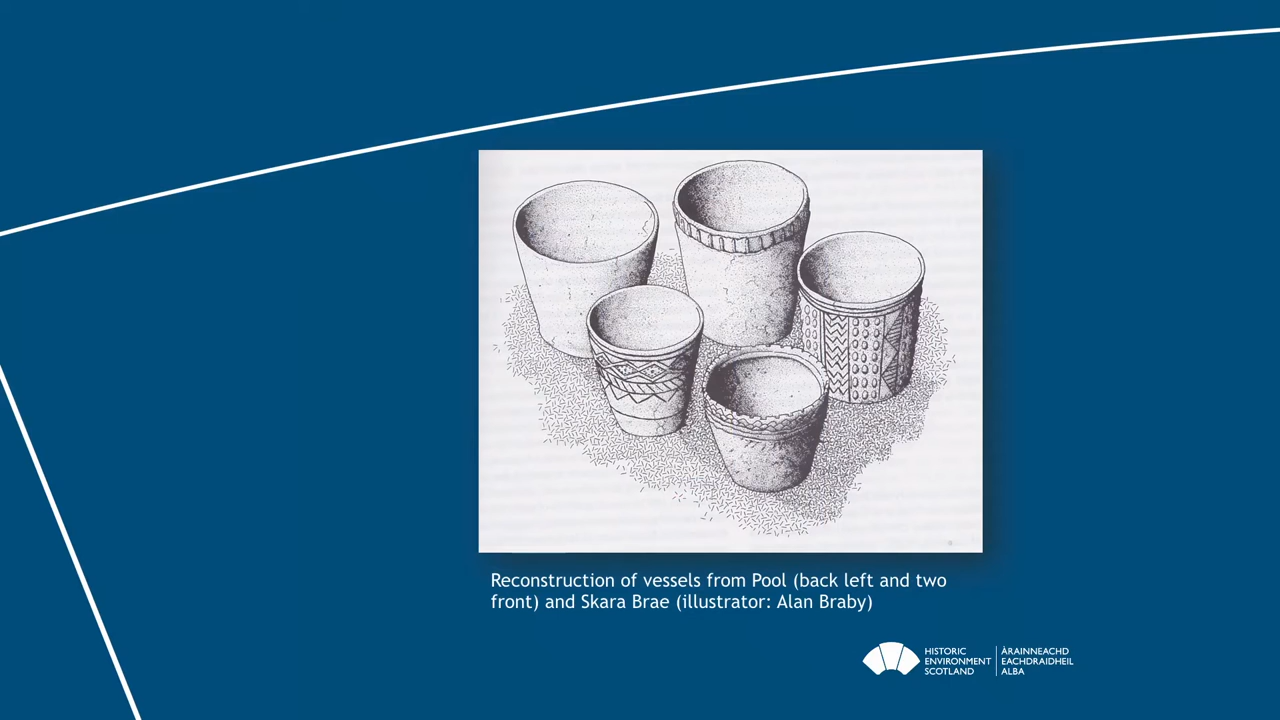 Reconstruction of vessels from Pool (back left and two
front) and Skara Brae (illustrator: Alan Braby)
HISTORIC
ENVIRONMENT
SCOTLAND
ÀRAINNEACHD
EACHDRAIDHEIL
ALBA